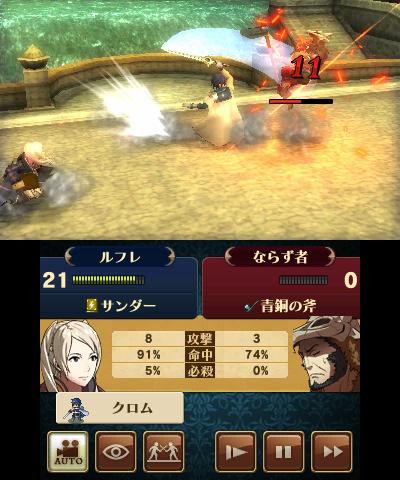 11
ルフレ
ならず者
21
0
サンダー
青銅の斧
8 攻撃 3
91% 命中 74%
5% 必殺 0%
クロム
AUTO